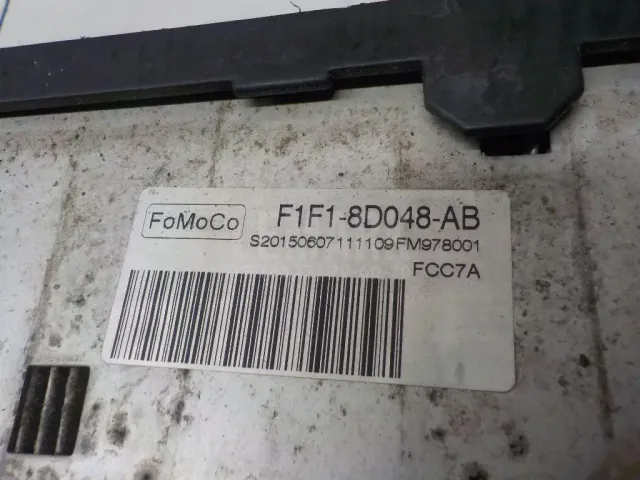 FoMoCo F1F1-8D048-AB
S20150607111109FM978001
FCC7A